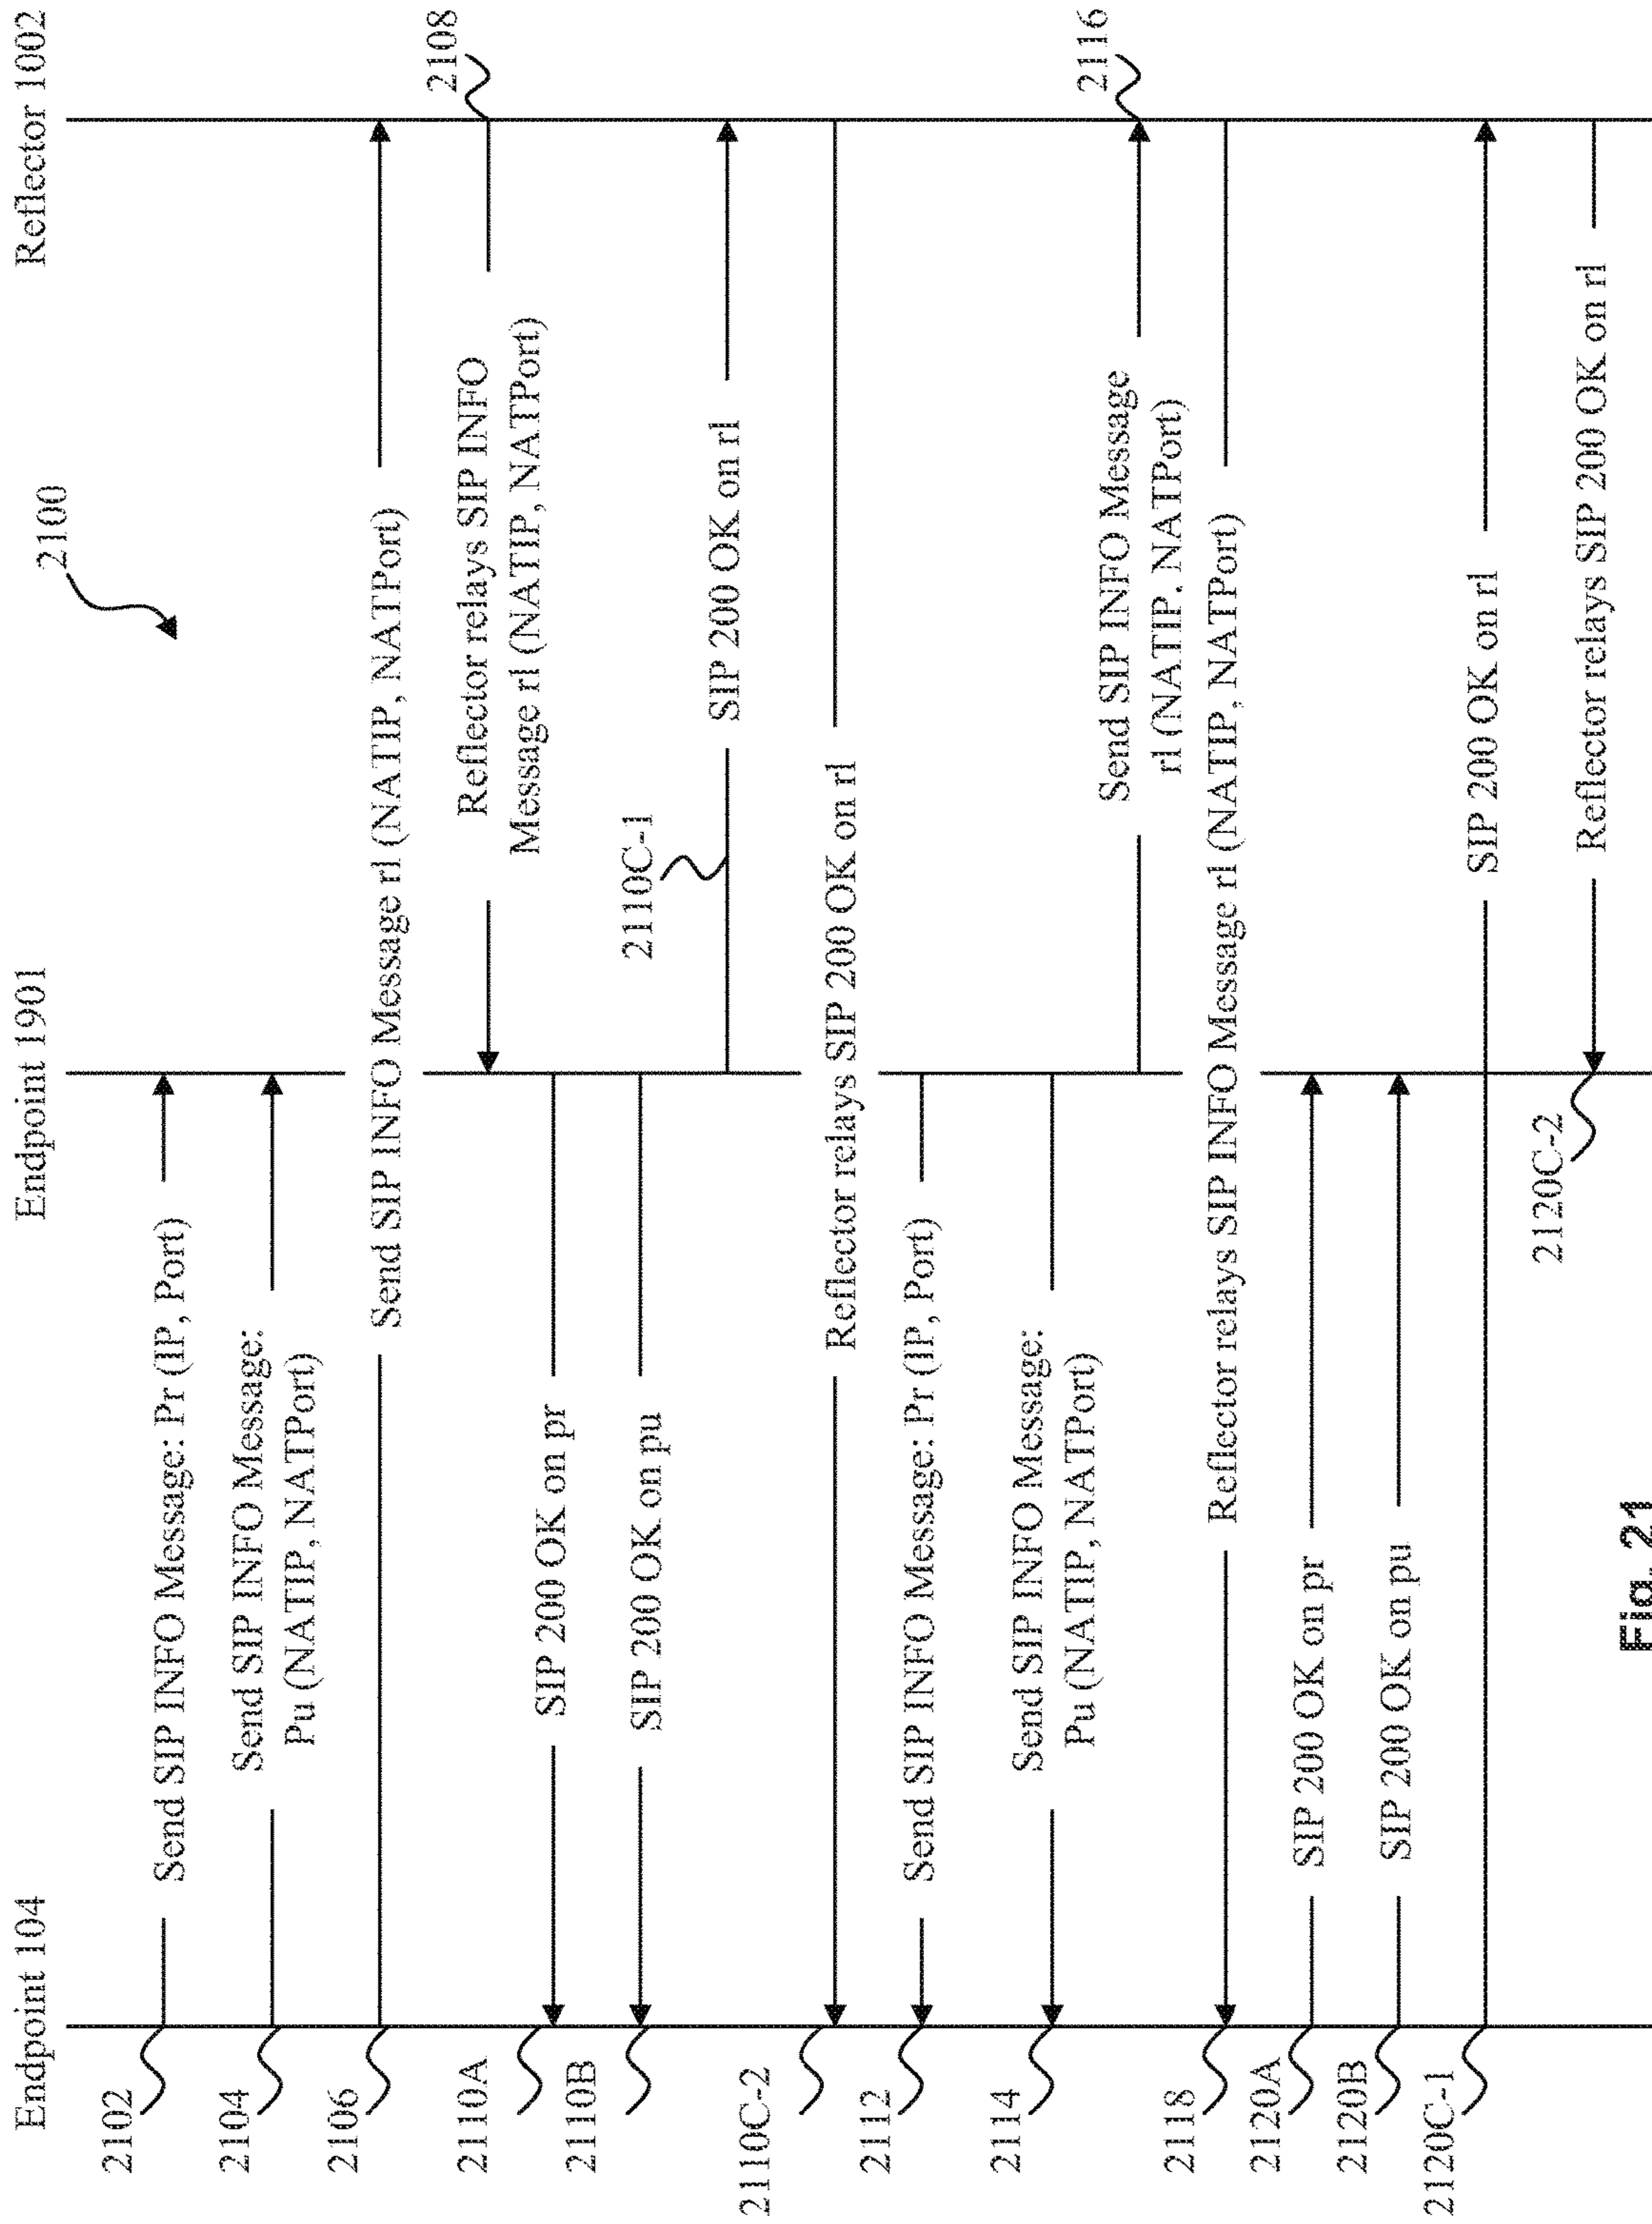 Endpoint 104
Endpoint 1901
Reflector 1002
2100
2102
Send SIP INFO Message: Pr (IP, Port)
2104
Send SIP INFO Message:
Pu (NATIP, NATPort)
2106
Send SIP INFO Message rl (NATIP, NATPort)
2108
Reflector relays SIP INFO
Message rl (NATIP, NATPort)
2110A
SIP 200 OK on pr
2110B
SIP 200 OK on pu
2110C-1
SIP 200 OK on rl
2110C-2
Reflector relays SIP 200 OK on rl
2112
Send SIP INFO Message: Pr (IP, Port)
2114
Send SIP INFO Message:
Pu (NATIP, NATPort)
2116
Send SIP INFO Message
rl (NATIP. NATPort)
2118
Reflector relays SIP INFO Message rl (NATIP, NATPort)
2120A
SIP 200 OK on pr
2120B
SIP 200 OK on pu
2120C-1
SIP 200 OK on rl
2120C-2
Reflector relays SIP 200 OK on rl
Fig. 21